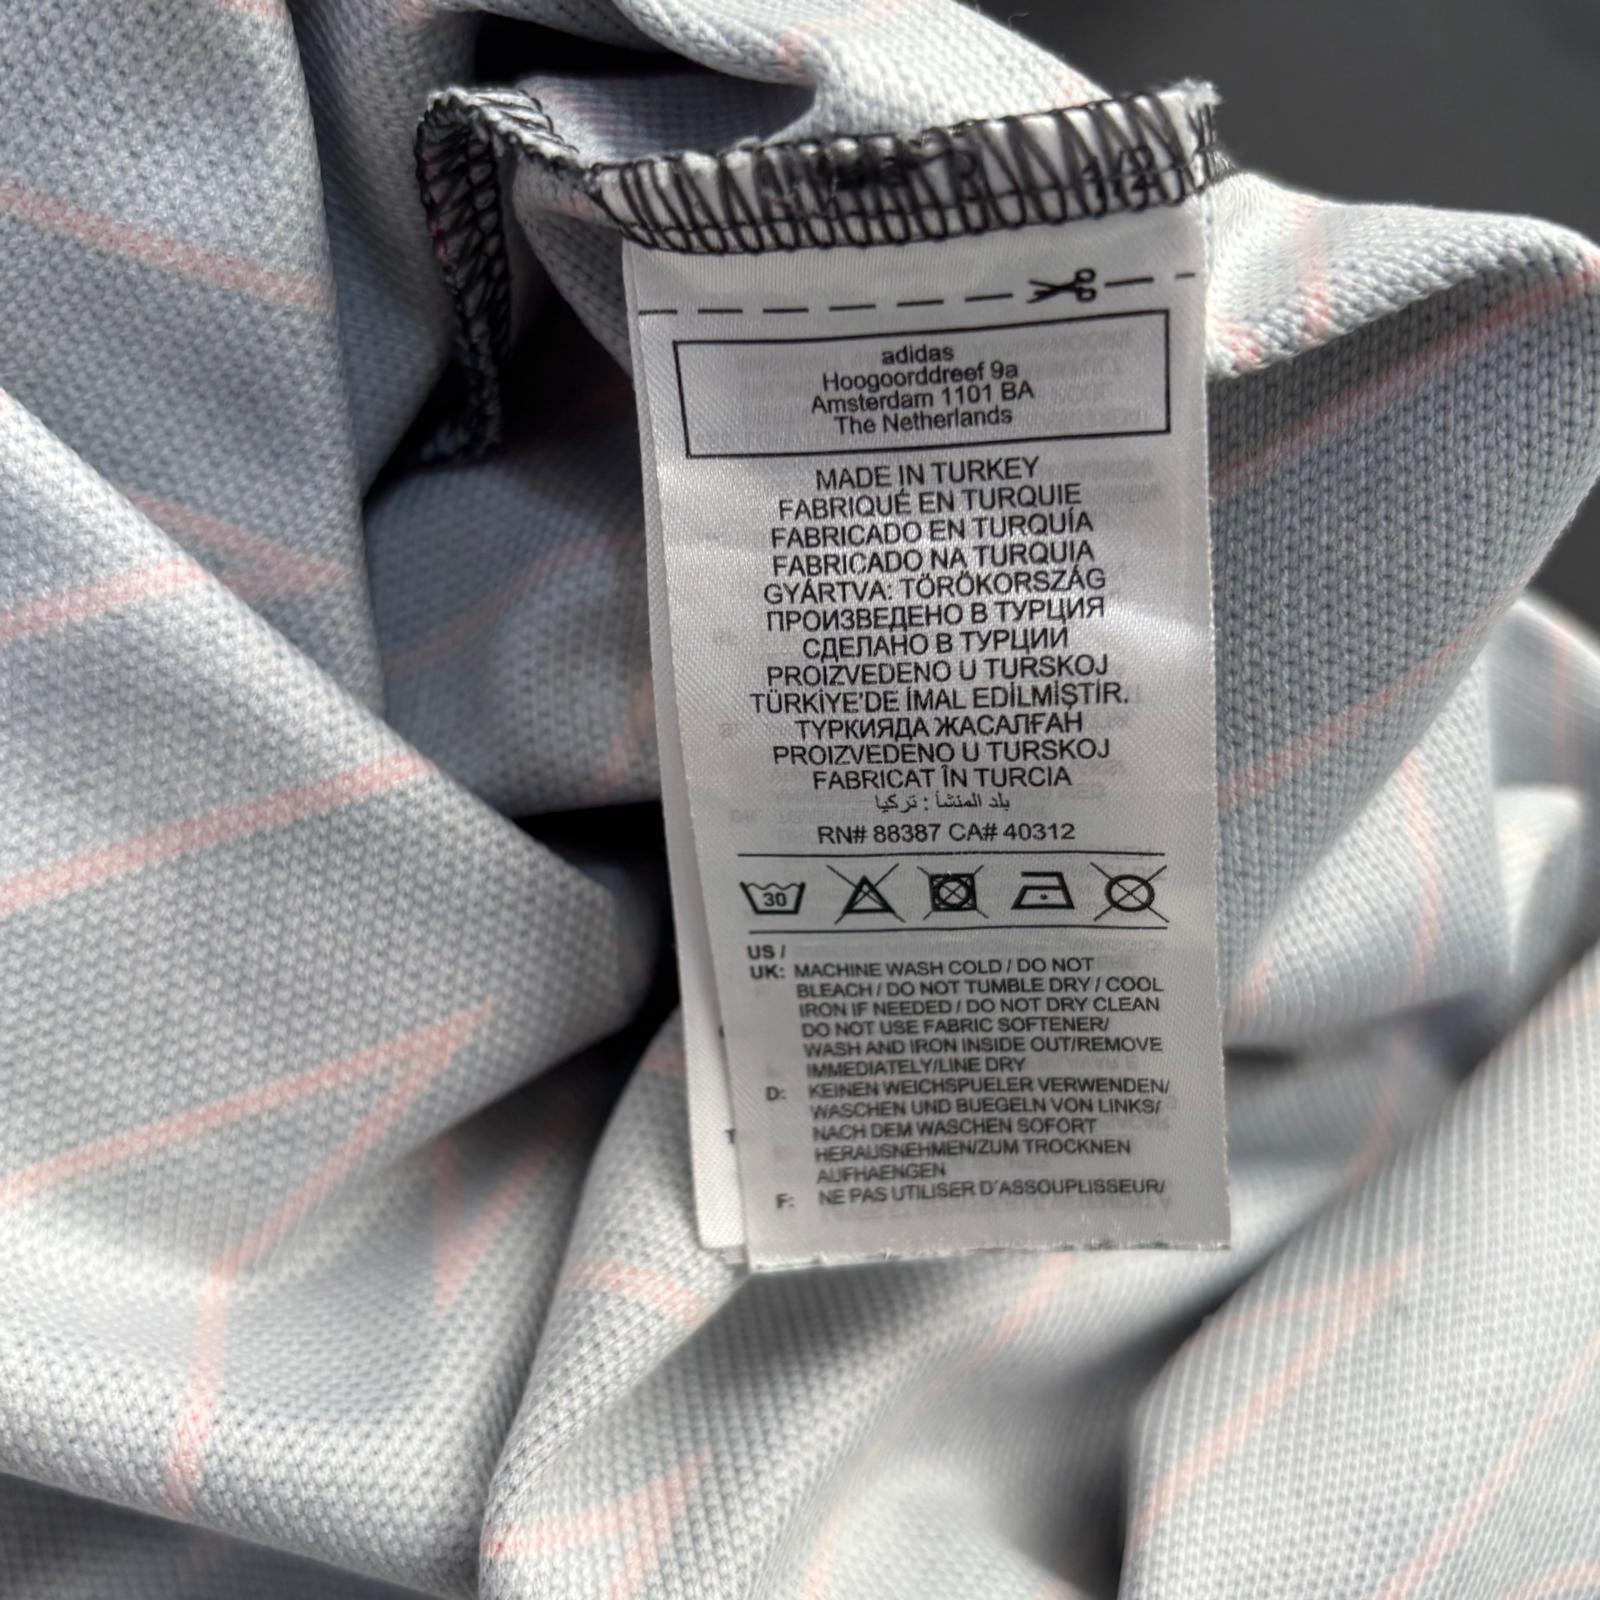 adidas
Hoogoorddreef 9a
Amsterdam 1101 BA
The Netherlands
MADE IN TURKEY
FABRIQUÉ EN TURQUIE
FABRICADO EN TURQUÍA
FABRICADO NA TURQUIA
GYÁRTVA: TÖRÖKORSZÁG
ПРОИЗВЕДЕНО В ТУРЦИЯ
СДЕЛАНО В ТУРЦИИ
PROIZVEDENO U TURSKOJ
TÜRKİYE'DE İMAL EDİLMİŞTİR.
ТҮРКИЯДА ЖАСАЛҒАН
PROIZVEDENO U TURSKOJ
FABRICAT ÎN TURCIA
بلد المنشأ : تركيا
RN# 88387 CA# 40312
30
US /
UK: MACHINE WASH COLD / DO NOT
BLEACH / DO NOT TUMBLE DRY / COOL
IRON IF NEEDED / DO NOT DRY CLEAN
DO NOT USE FABRIC SOFTENER/
WASH AND IRON INSIDE OUT/REMOVE
IMMEDIATELY/LINE DRY
D: KEINEN WEICHSPUELER VERWENDEN/
WASCHEN UND BUEGELN VON LINKS/
NACH DEM WASCHEN SOFORT
HERAUSNEHMEN/ZUM TROCKNEN
AUFHAENGEN
F: NE PAS UTILISER D'ASSOUPLISSEUR/